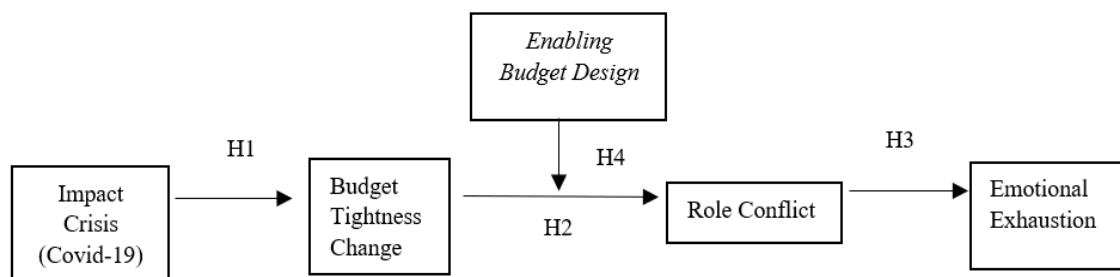 Enabling
Budget Design
H1
H4
H3
Impact
Crisis
(Covid-19)
Budget
Tightness
Change
H2
Role Conflict
Emotional
Exhaustion